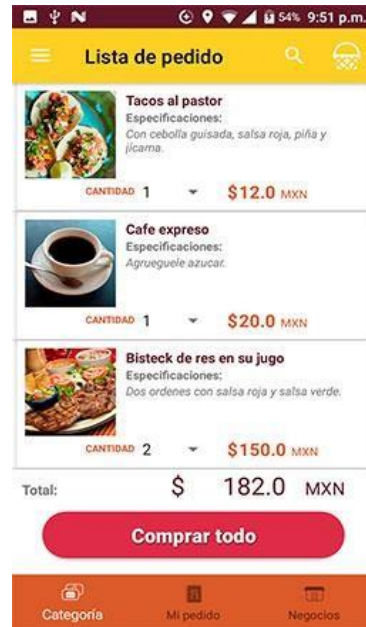 54% 9:51 p.m.
Lista de pedido
Tacos al pastor
Especificaciones:
Con cebolla guisada, salsa roja, piña y
jicama.
CANTIDAD 1 $12.0 MXN
Cafe expreso
Especificaciones:
Agrueguele azucar.
CANTIDAD 1 $20.0 MXN
Bisteck de res en su jugo
Especificaciones:
Dos ordenes con salsa roja y salsa verde.
CANTIDAD 2 $150.0 MXN
Total: $ 182.0 MXN
Comprar todo
Categoría Mi pedido Negocios